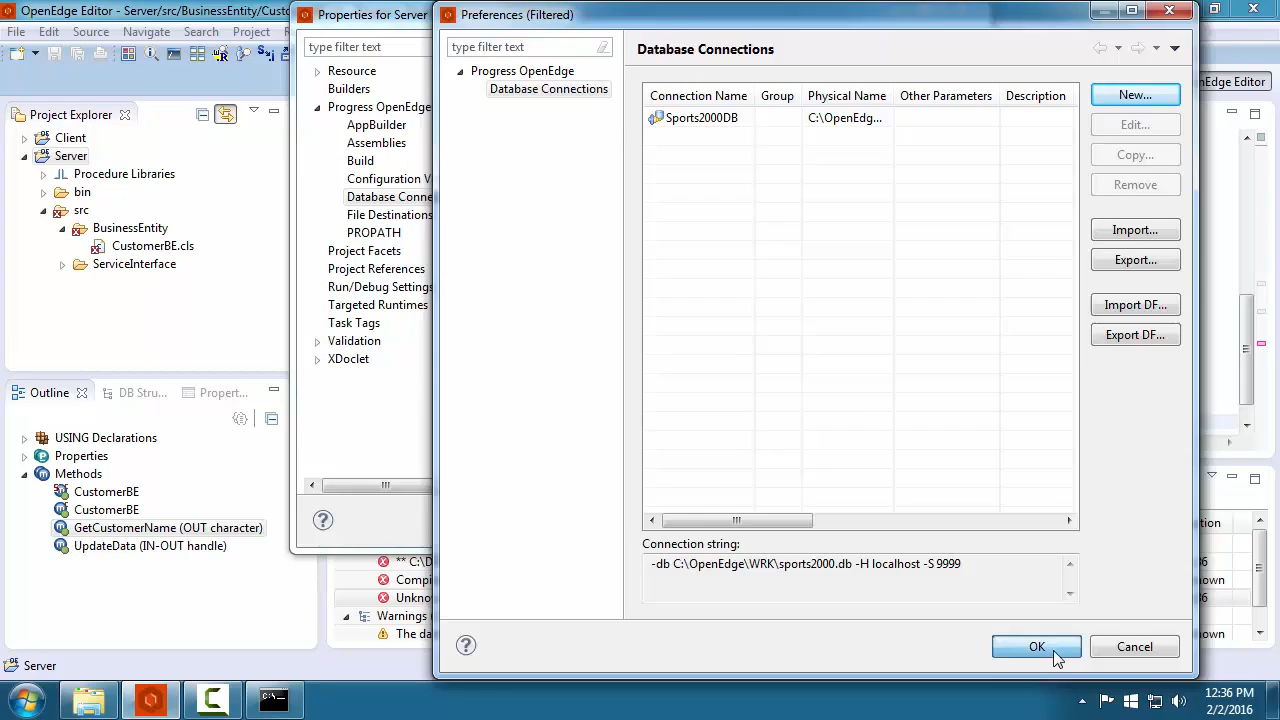 OpenEdge Editor - Server/src/BusinessEntity/Cus
File Edit Source Navigate Search Project
Project Explorer
Client
Server
Procedure Libraries
bin
src
BusinessEntity
CustomerBE.cls
ServiceInterface
Outline DB Stru... Propert...
USING Declarations
Properties
Methods
CustomerBE
CustomerBE
GetCustomerName (OUT character)
UpdateData (IN-OUT handle)
Server
Properties for Server
type filter text
Resource
Builders
Progress OpenEdge
AppBuilder
Assemblies
Build
Configuration V
Database Conne
File Destinations
PROPATH
Project Facets
Project References
Run/Debug Settings
Targeted Runtimes
Task Tags
Validation
XDoclet
** C:\D
Compi
Unkno
Warnings (
The da
Preferences (Filtered)
type filter text
Progress OpenEdge
Database Connections
Database Connections
Connection Name Group Physical Name Other Parameters Description
Sports2000DB C:\OpenEdg...
New...
Edit...
Copy...
Remove
Import...
Export...
Import DF...
Export DF...
Connection string:
-db C:\OpenEdge\WRK\sports2000.db -H localhost -S 9999
OK Cancel
nEdge Editor
tion
nown
36
nown
12:36 PM
2/2/2016